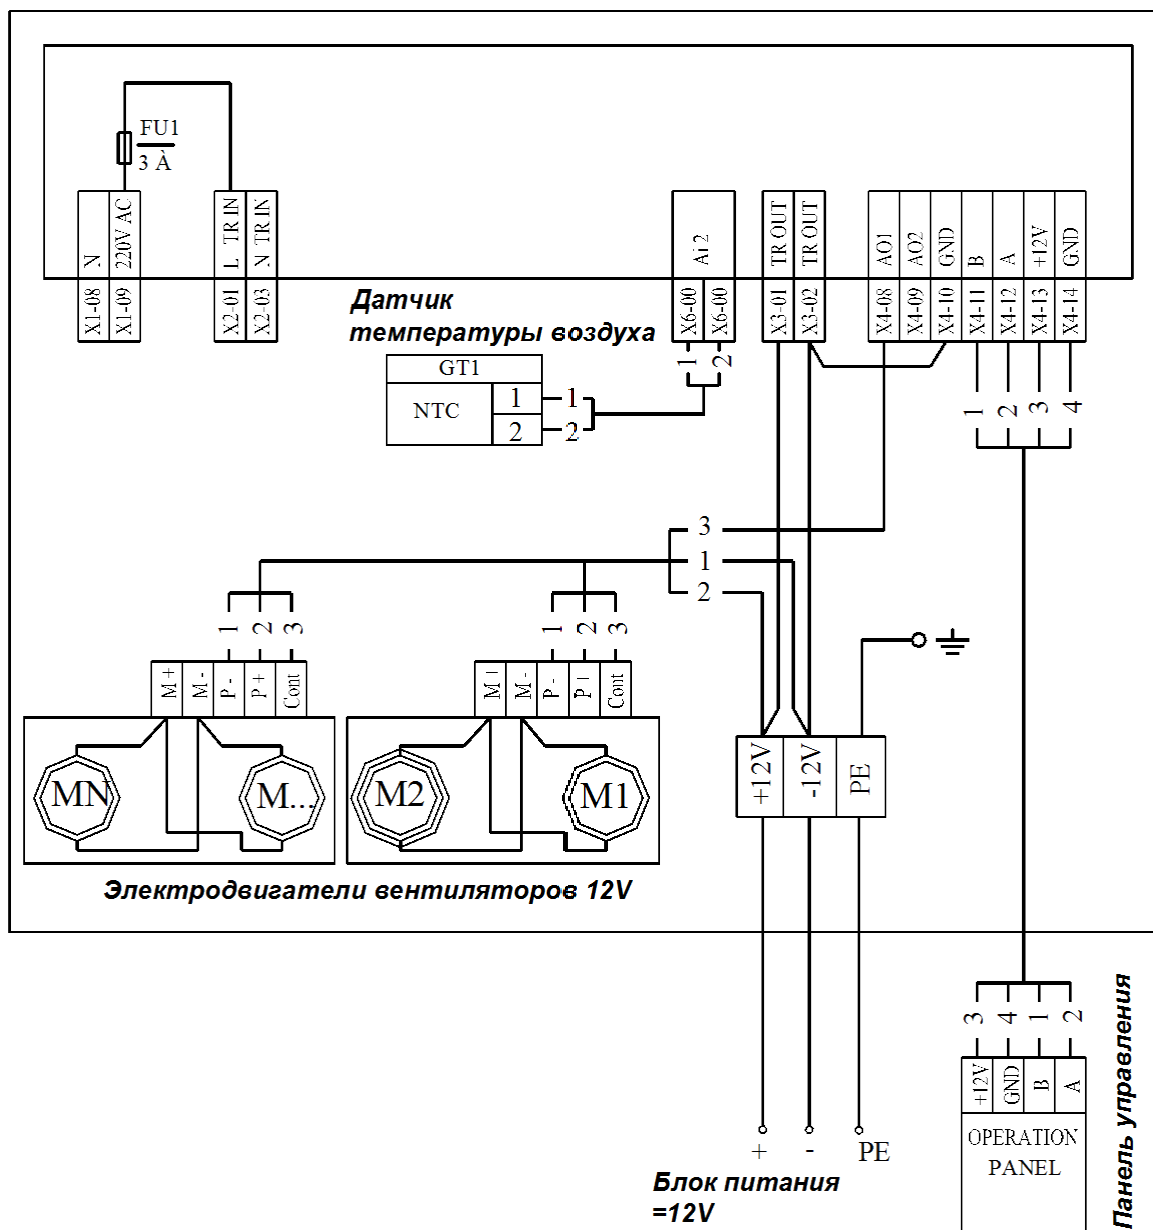 FU1
3 À
N
220V AC
L TR IN
N TR IN
Ai 2
TR OUT
TR OUT
AO1
AO2
GND
B
A
+12V
GND
X1-08
X1-09
X2-01
X2-03
X6-00
X6-00
X3-01
X3-02
X4-08
X4-09
X4-10
X4-11
X4-12
X4-13
X4-14
Датчик
температуры воздуха
1
2
GT1
NTC
1
1
2
2
1
2
3
4
3
1
2
1
2
3
1
2
3
M +
M -
P -
P +
Cont
M +
M -
P -
P +
Cont
MN
M...
M2
M1
+12V
-12V
PE
Электродвигатели вентиляторов 12V
3
4
1
2
+12V
GND
B
A
OPERATION
PANEL
Панель управления
+
-
PE
Блок питания
=12V